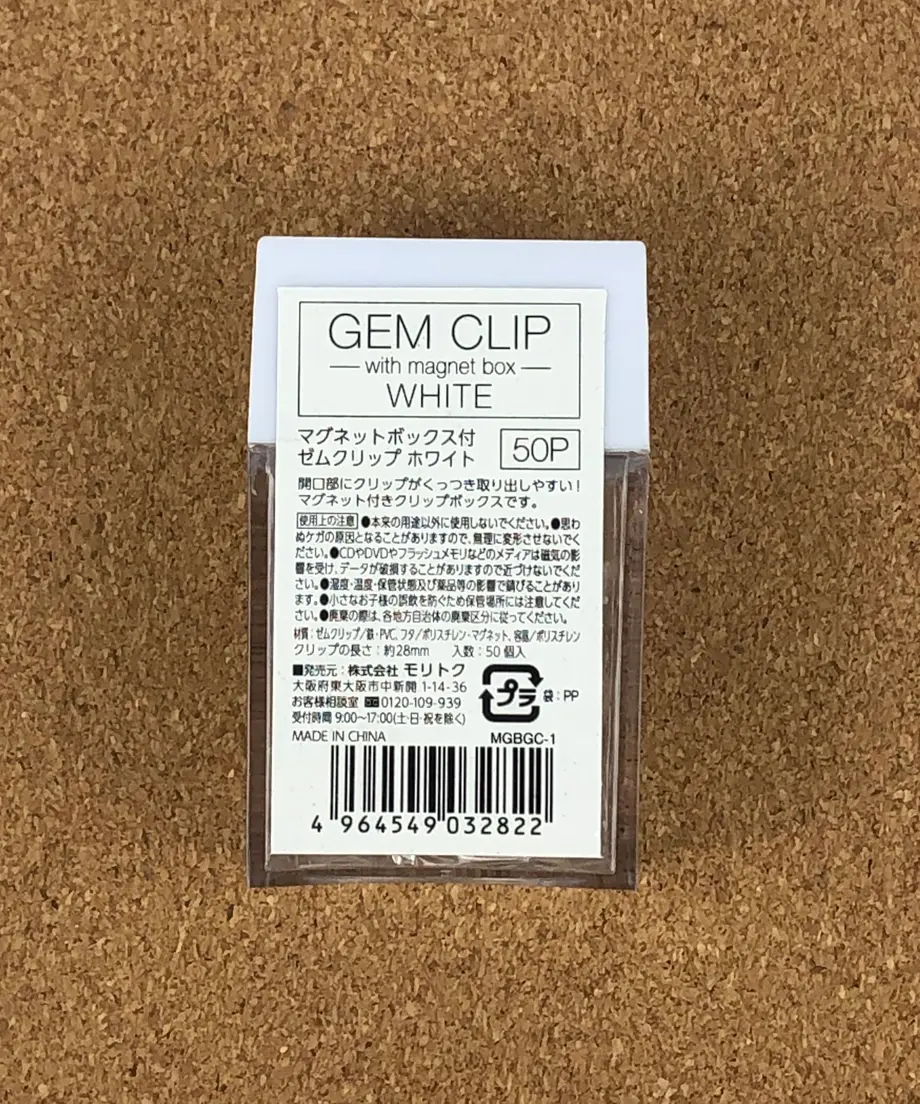 GEM CLIP
with magnet box
WHITE
マグネットボックス付
ゼムクリップ ホワイト
50P
開口部にクリップがくっつき取り出しやすい！
マグネット付きクリップボックスです。
使用上の注意 ●本来の用途以外に使用しないでください。●思わ
ぬケガの原因となることがありますので、無理に変形させないでく
ださい。●CDやDVDやフラッシュメモリなどのメディアは磁気の影
響を受け、データが破損することがありますので近づけないでくだ
さい。●湿度・温度・保管状態及び薬品等の影響で錆びることがあり
ます。●小さなお子様の誤飲を防ぐため保管場所には注意してくだ
さい。●廃棄の際は、各地方自治体の廃棄区分に従ってください。
材質：ゼムクリップ/鉄・PVC、フタ/ポリスチレン・マグネット、容器/ポリスチレン
クリップの長さ：約28mm 入数：50個入
■発売元：株式会社 モリトク
大阪府東大阪市中新開 1-14-36
お客様相談室 0120-109-939
受付時間 9:00~17:00(土・日・祝を除く)
プラ
袋：PP
MADE IN CHINA
MGBGC-1
4 964549 032822